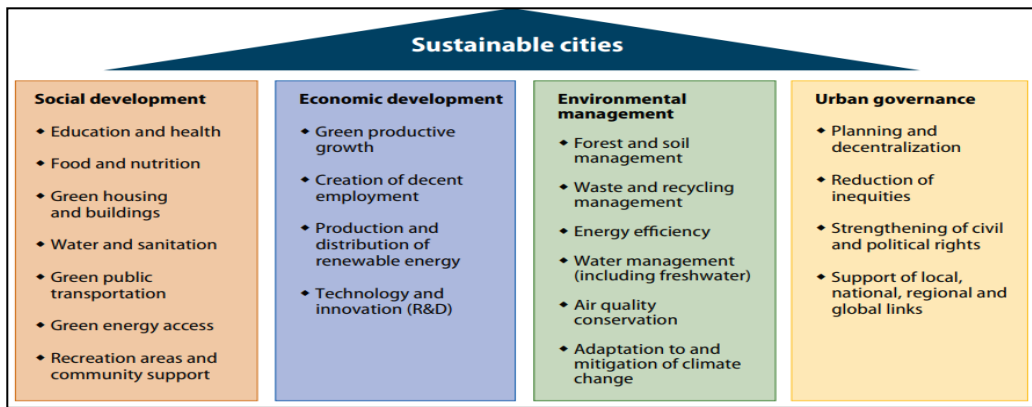 Sustainable cities
Social development
◆ Education and health
◆ Food and nutrition
◆ Green housing
and buildings
◆ Water and sanitation
◆ Green public
transportation
◆ Green energy access
◆ Recreation areas and
community support
Economic development
◆ Green productive
growth
◆ Creation of decent
employment
◆ Production and
distribution of
renewable energy
◆ Technology and
innovation (R&D)
Environmental
management
◆ Forest and soil
management
◆ Waste and recycling
management
◆ Energy efficiency
◆ Water management
(including freshwater)
◆ Air quality
conservation
◆ Adaptation to and
mitigation of climate
change
Urban governance
◆ Planning and
decentralization
◆ Reduction of
inequities
◆ Strengthening of civil
and political rights
◆ Support of local,
national, regional and
global links